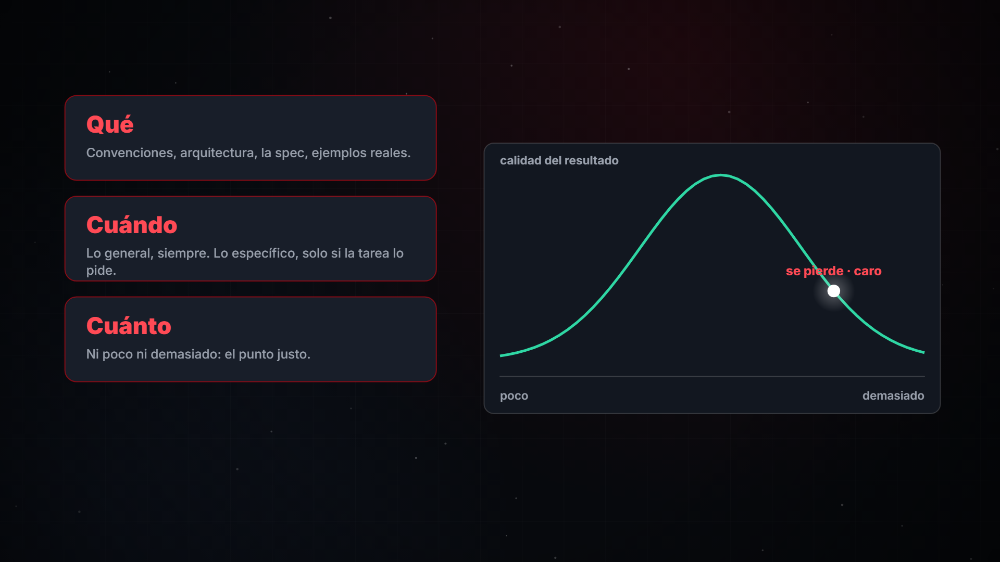 Qué
Convenciones, arquitectura, la spec, ejemplos reales.
Cuándo
Lo general, siempre. Lo específico, solo si la tarea lo
pide.
Cuánto
Ni poco ni demasiado: el punto justo.
calidad del resultado
se pierde · caro
poco
demasiado